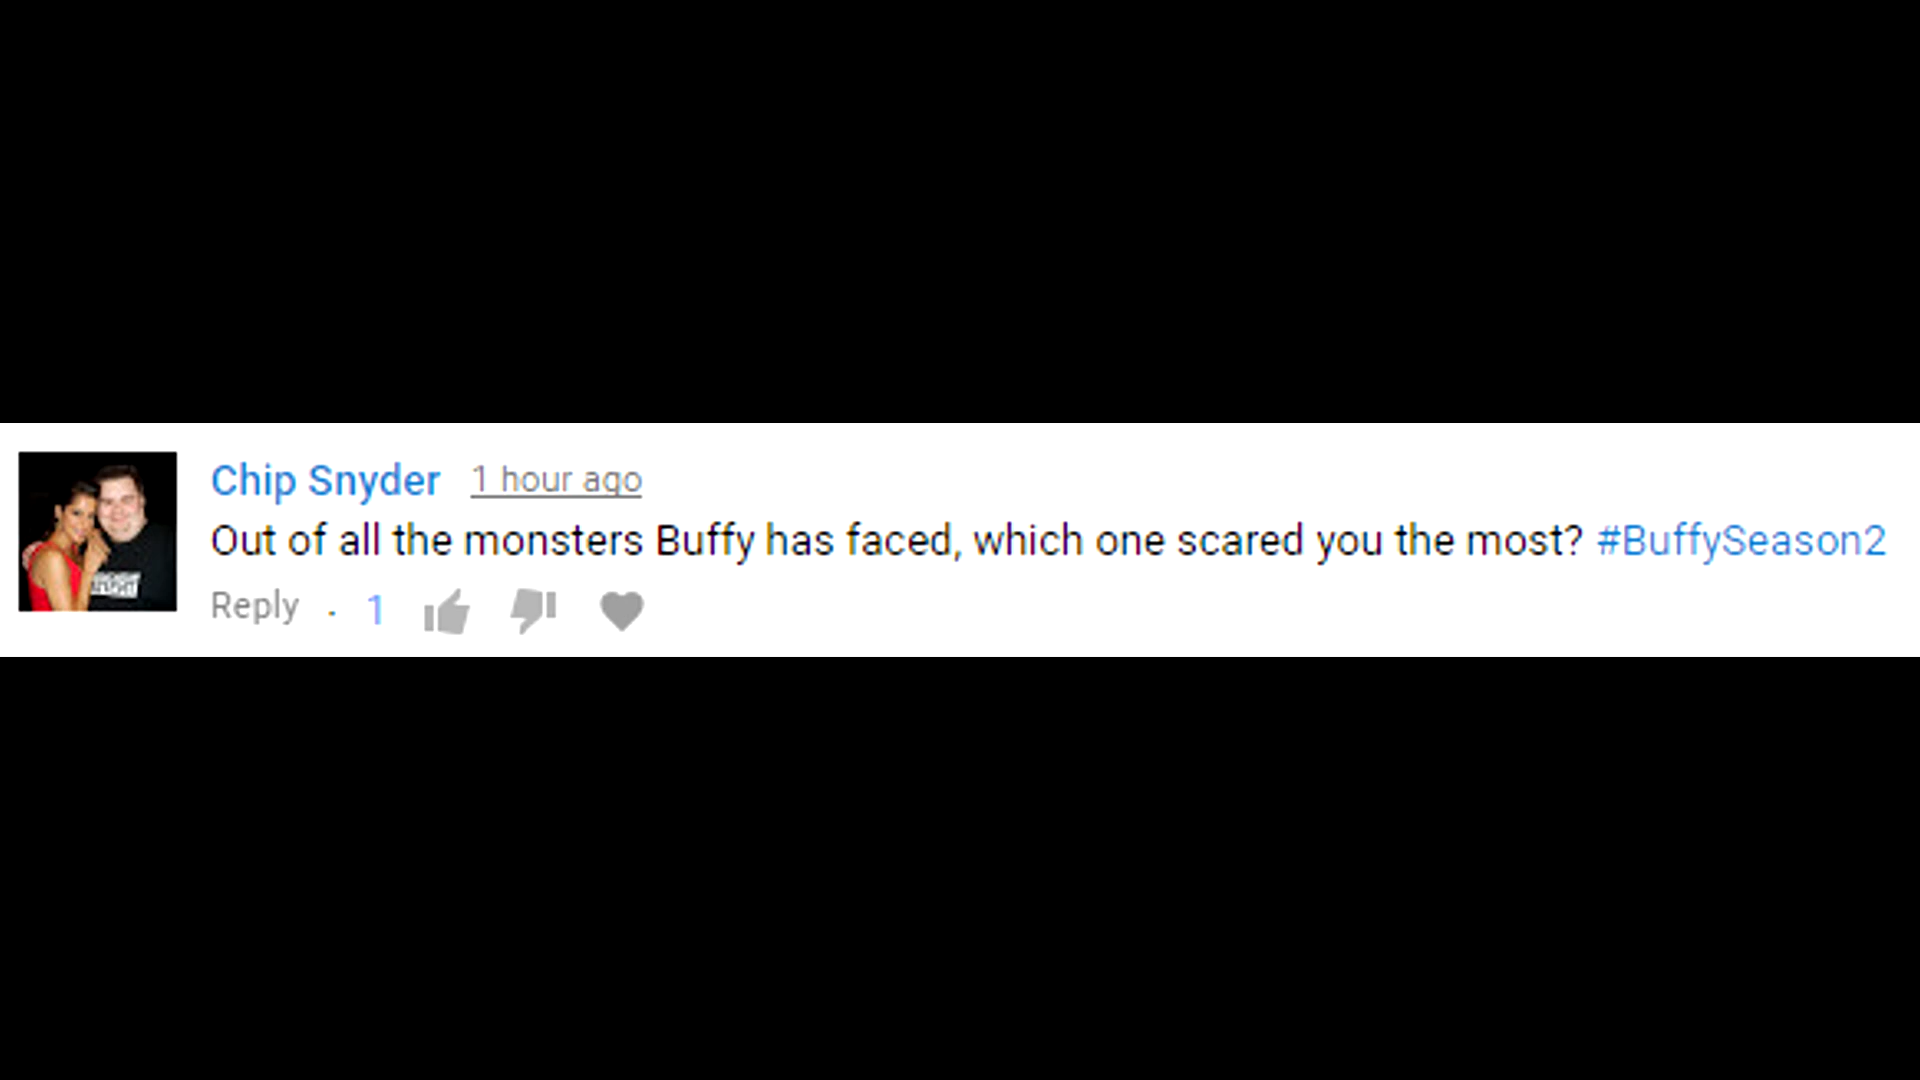 Chip Snyder 1 hour ago
Out of all the monsters Buffy has faced, which one scared you the most? #BuffySeason2
Reply . 1